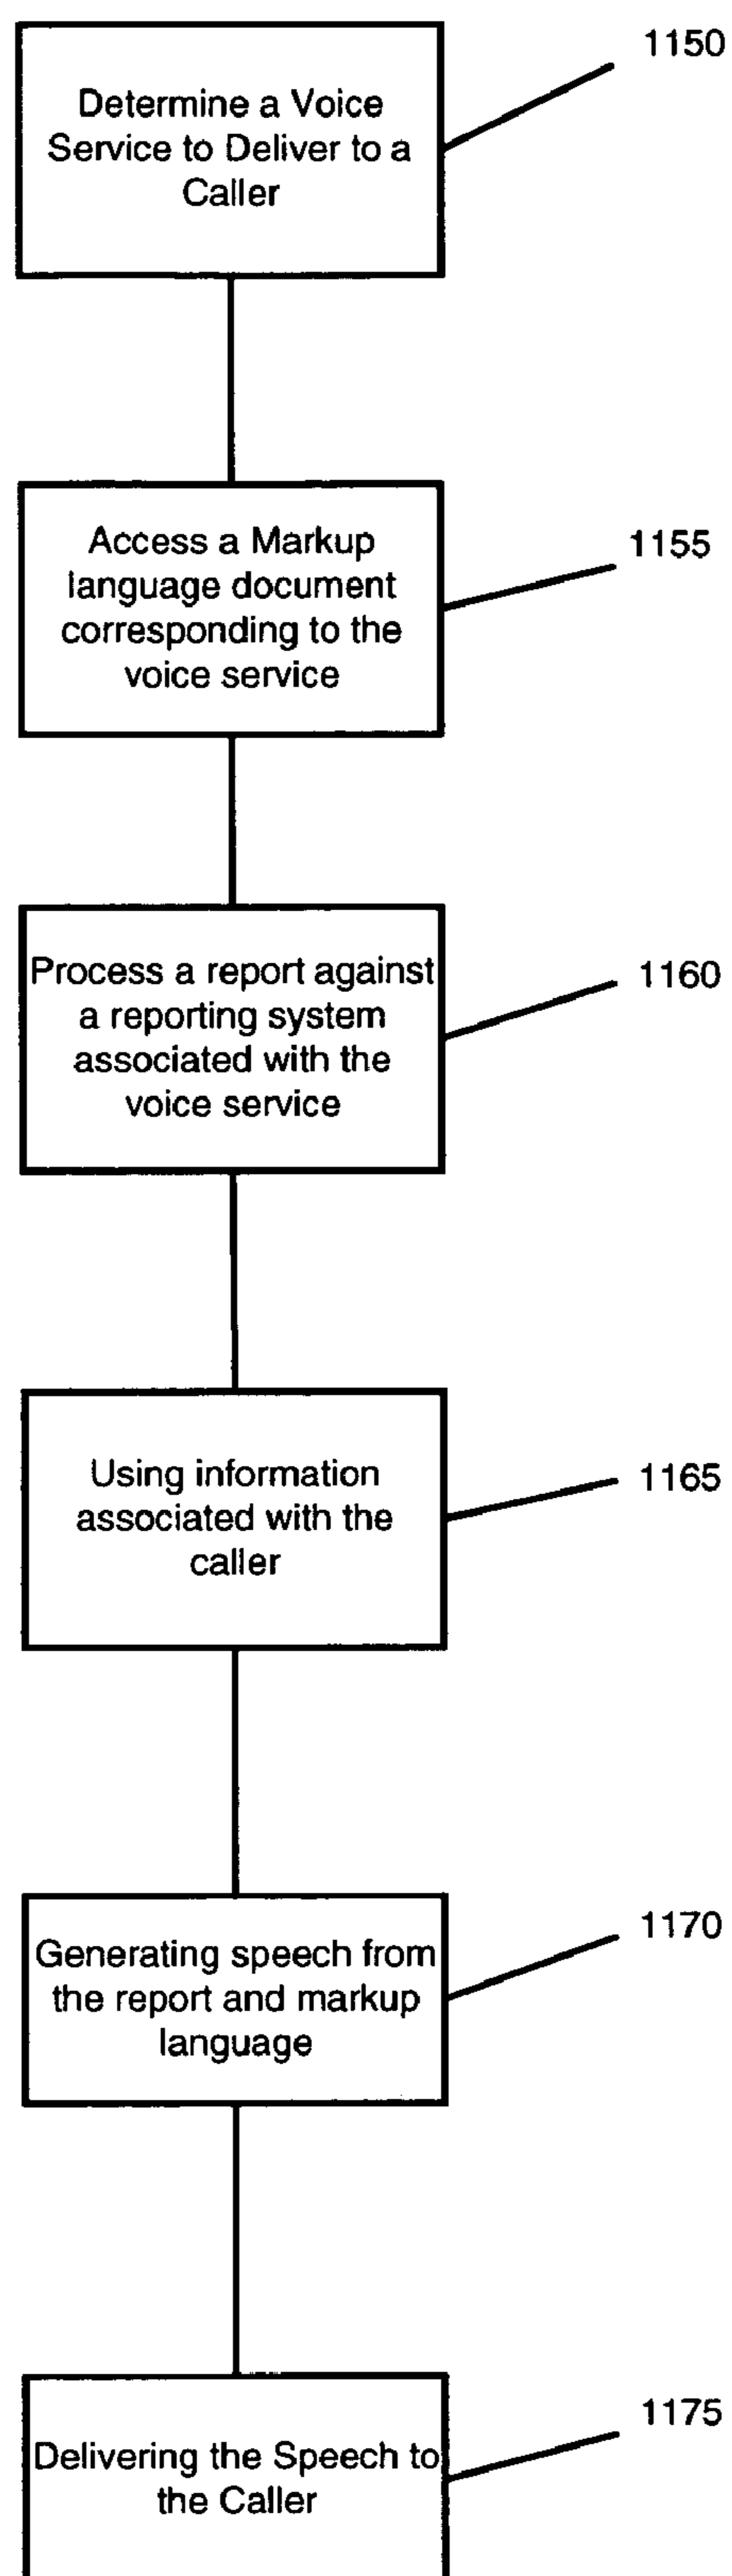 1150
Determine a Voice
Service to Deliver to a
Caller
1155
Access a Markup
language document
corresponding to the
voice service
1160
Process a report against
a reporting system
associated with the
voice service
1165
Using information
associated with the
caller
1170
Generating speech from
the report and markup
language
1175
Delivering the Speech to
the Caller